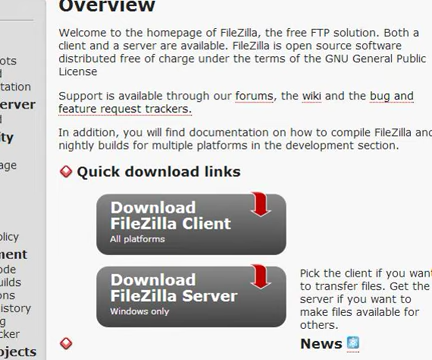 Overview
Welcome to the homepage of FileZilla, the free FTP solution. Both a
client and a server are available. FileZilla is open source software
distributed free of charge under the terms of the GNU General Public
License
Support is available through our forums, the wiki and the bug and
feature request trackers.
In addition, you will find documentation on how to compile FileZilla and
nightly builds for multiple platforms in the development section.
Quick download links
Download
FileZilla Client
All platforms
Download
FileZilla Server
Windows only
Pick the client if you want
to transfer files. Get the
server if you want to
make files available for
others.
News